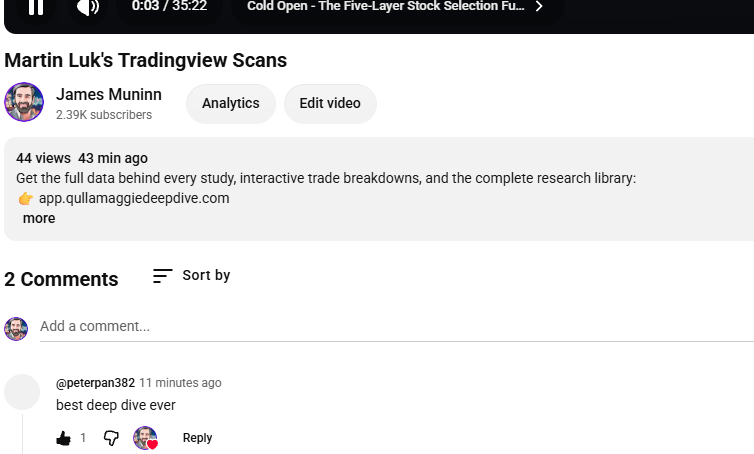 0:03 / 35:22 Cold Open - The Five-Layer Stock Selection Fu...
Martin Luk's Tradingview Scans
James Muninn
2.39K subscribers
Analytics
Edit video
44 views 43 min ago
Get the full data behind every study, interactive trade breakdowns, and the complete research library:
👉 app.qullamaggiedeepdive.com
more
2 Comments
Sort by
Add a comment...
@peterpan382 11 minutes ago
best deep dive ever
1
Reply